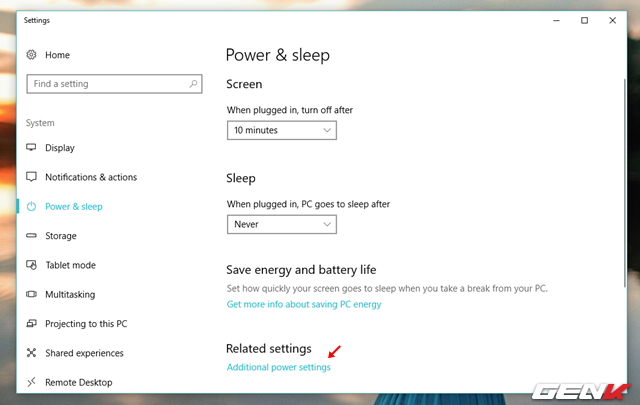 Settings
Home
Find a setting
System
Display
Notifications & actions
Power & sleep
Storage
Tablet mode
Multitasking
Projecting to this PC
Shared experiences
Remote Desktop
Power & sleep
Screen
When plugged in, turn off after
10 minutes
Sleep
When plugged in, PC goes to sleep after
Never
Save energy and battery life
Set how quickly your screen goes to sleep when you take a break from your PC.
Get more info about saving PC energy
Related settings
Additional power settings
GENK